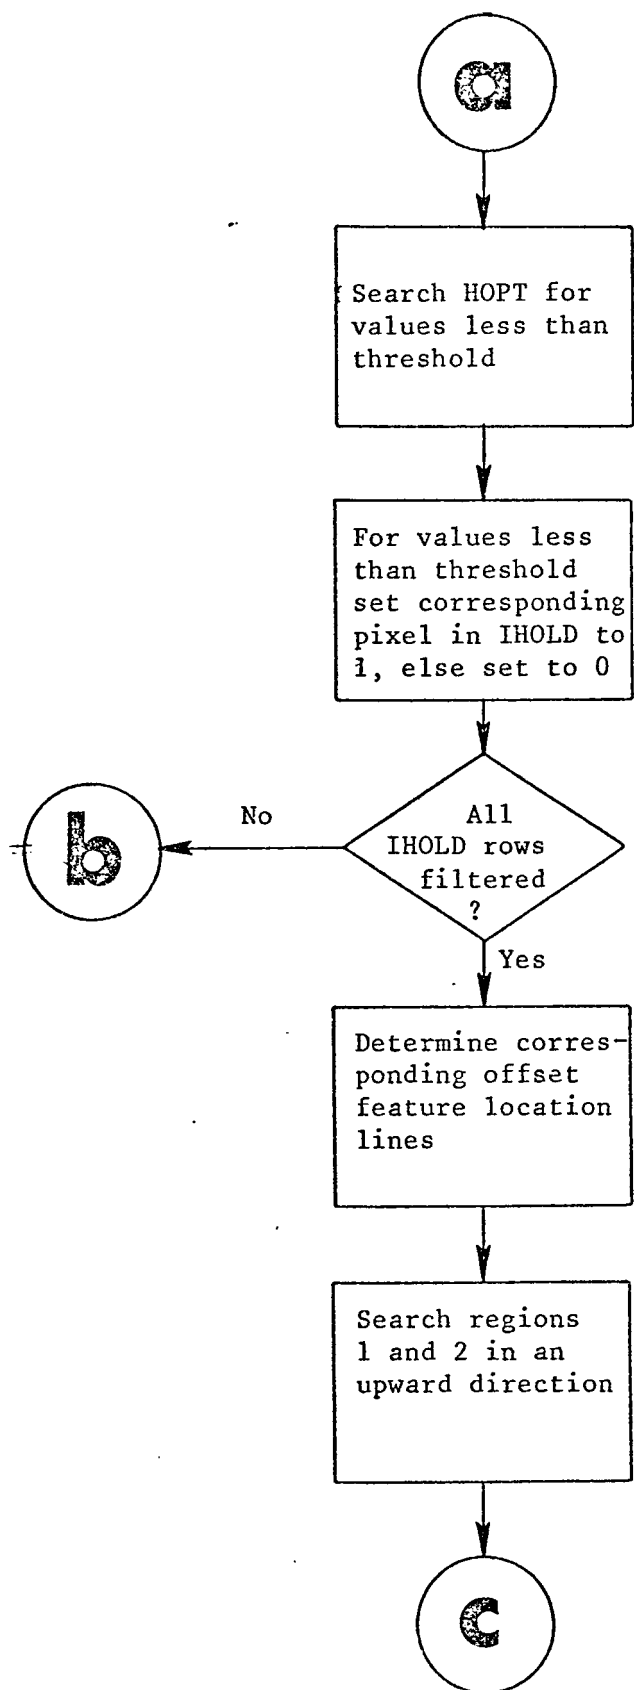 a
Search HOPT for
values less than
threshold
For values less
than threshold
set corresponding
pixel in IHOLD to
1, else set to 0
All
IHOLD rows
filtered
?
No
b
Yes
Determine corres-
ponding offset
feature location
lines
Search regions
1 and 2 in an
upward direction
c